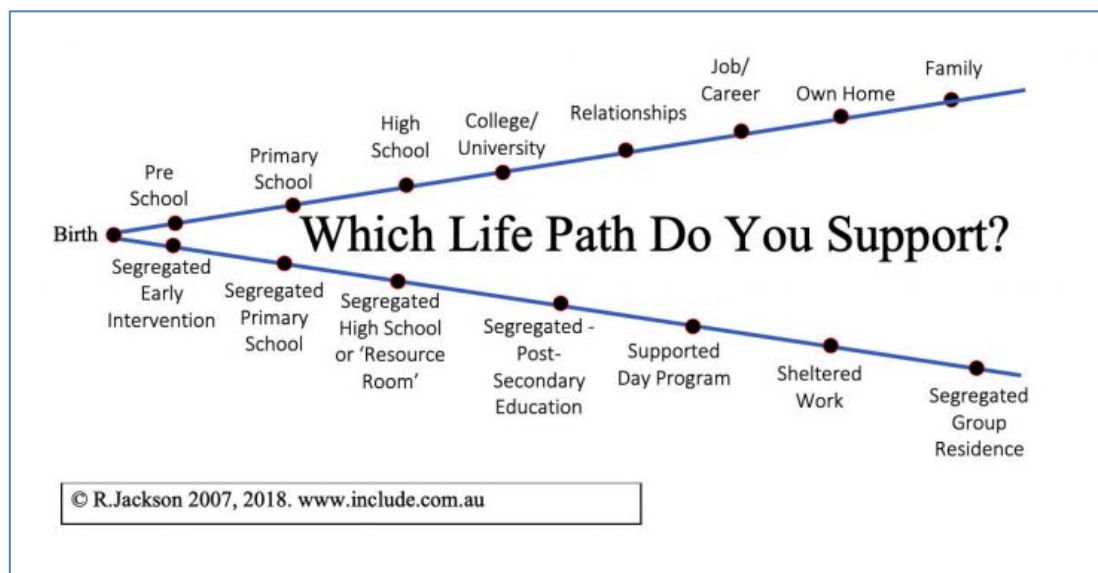 Job/
Career
Own Home
Family
College/
University
Relationships
High
School
Primary
School
Pre
School
Birth
Which Life Path Do You Support?
Segregated
Early
Intervention
Segregated
Primary
School
Segregated
High School
or ‘Resource
Room’
Segregated -
Post-
Secondary
Education
Supported
Day Program
Sheltered
Work
Segregated
Group
Residence
© R.Jackson 2007, 2018. www.include.com.au